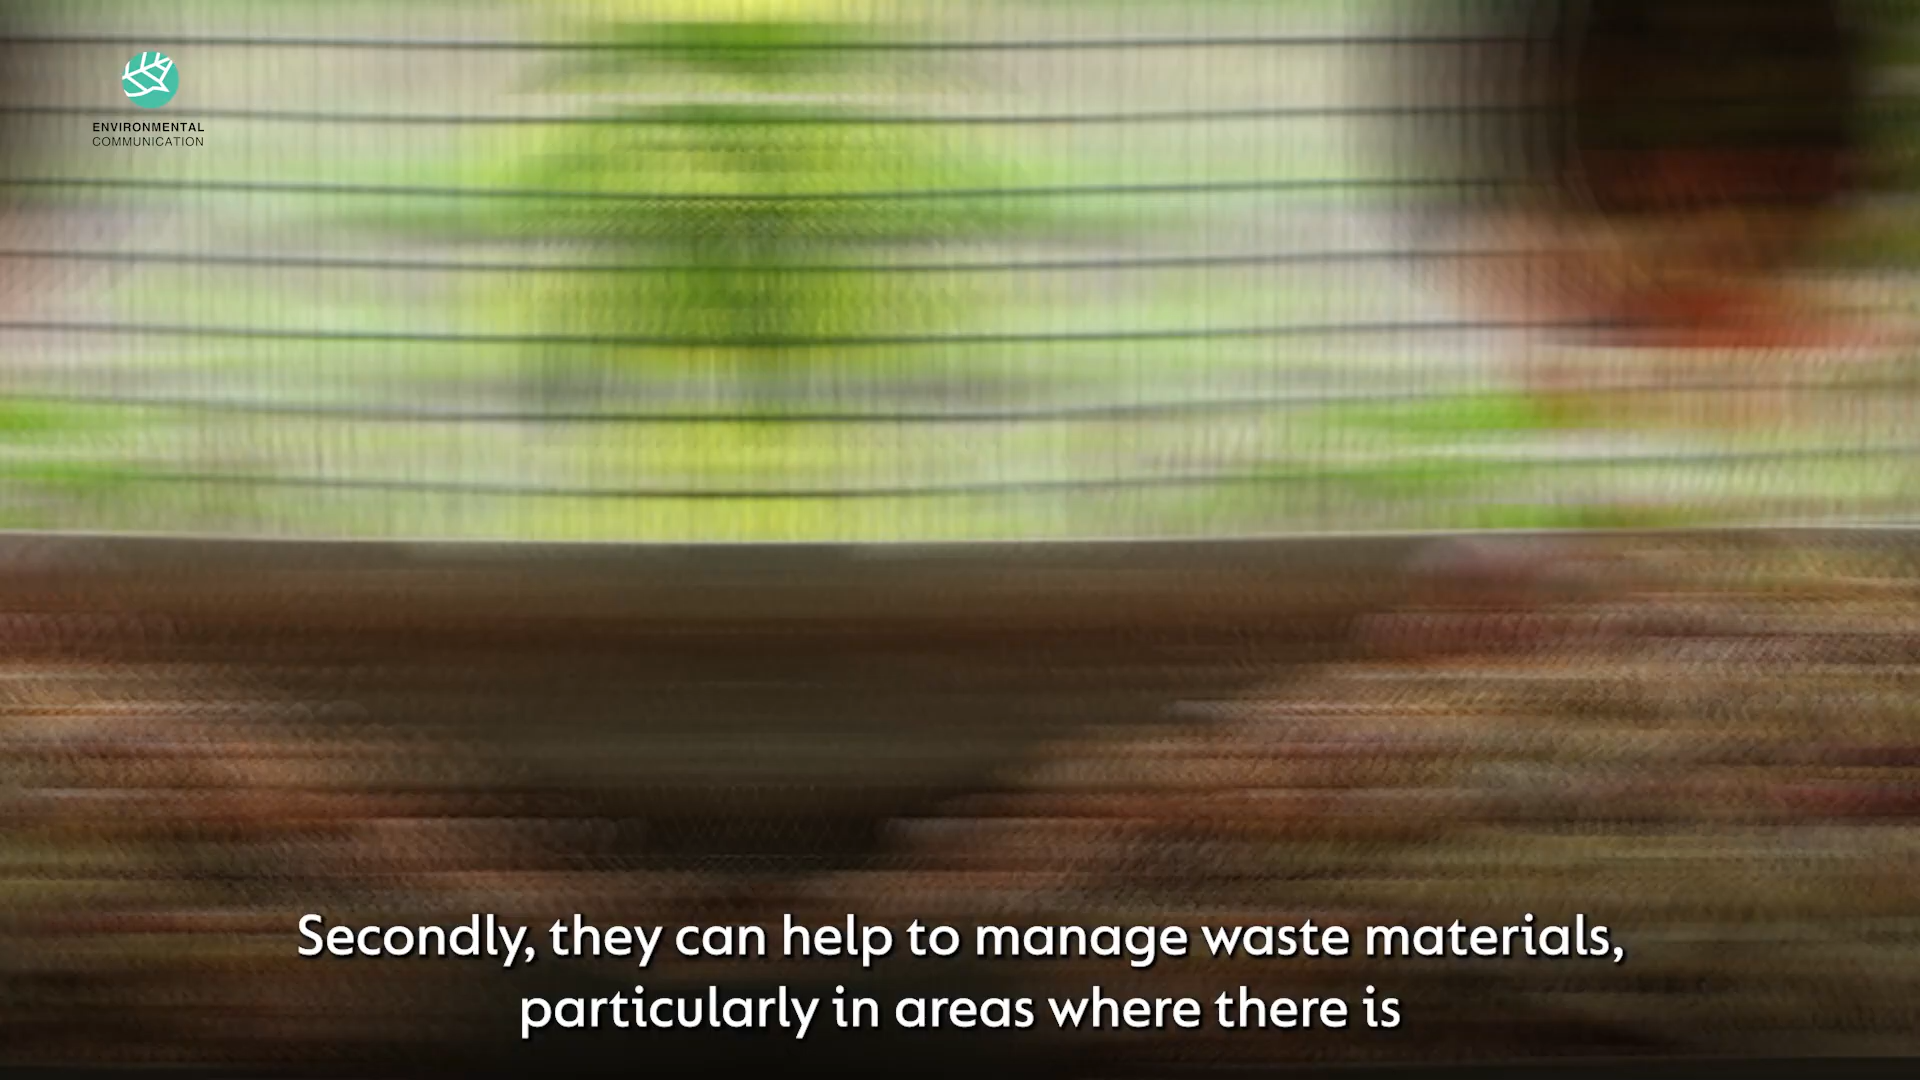 ENVIRONMENTAL
COMMUNICATION
Secondly, they can help to manage waste materials,
particularly in areas where there is